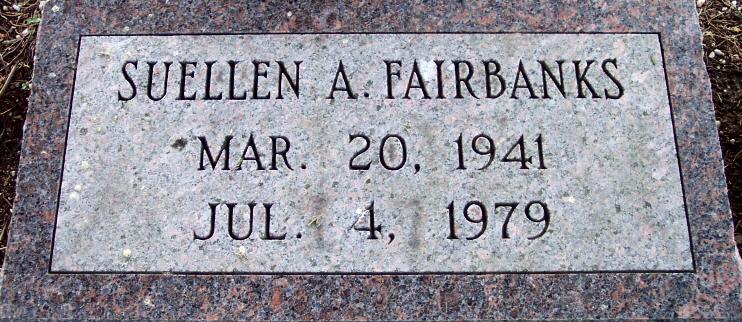 SUELLEN A. FAIRBANKS
MAR. 20, 1941
JUL. 4, 1979